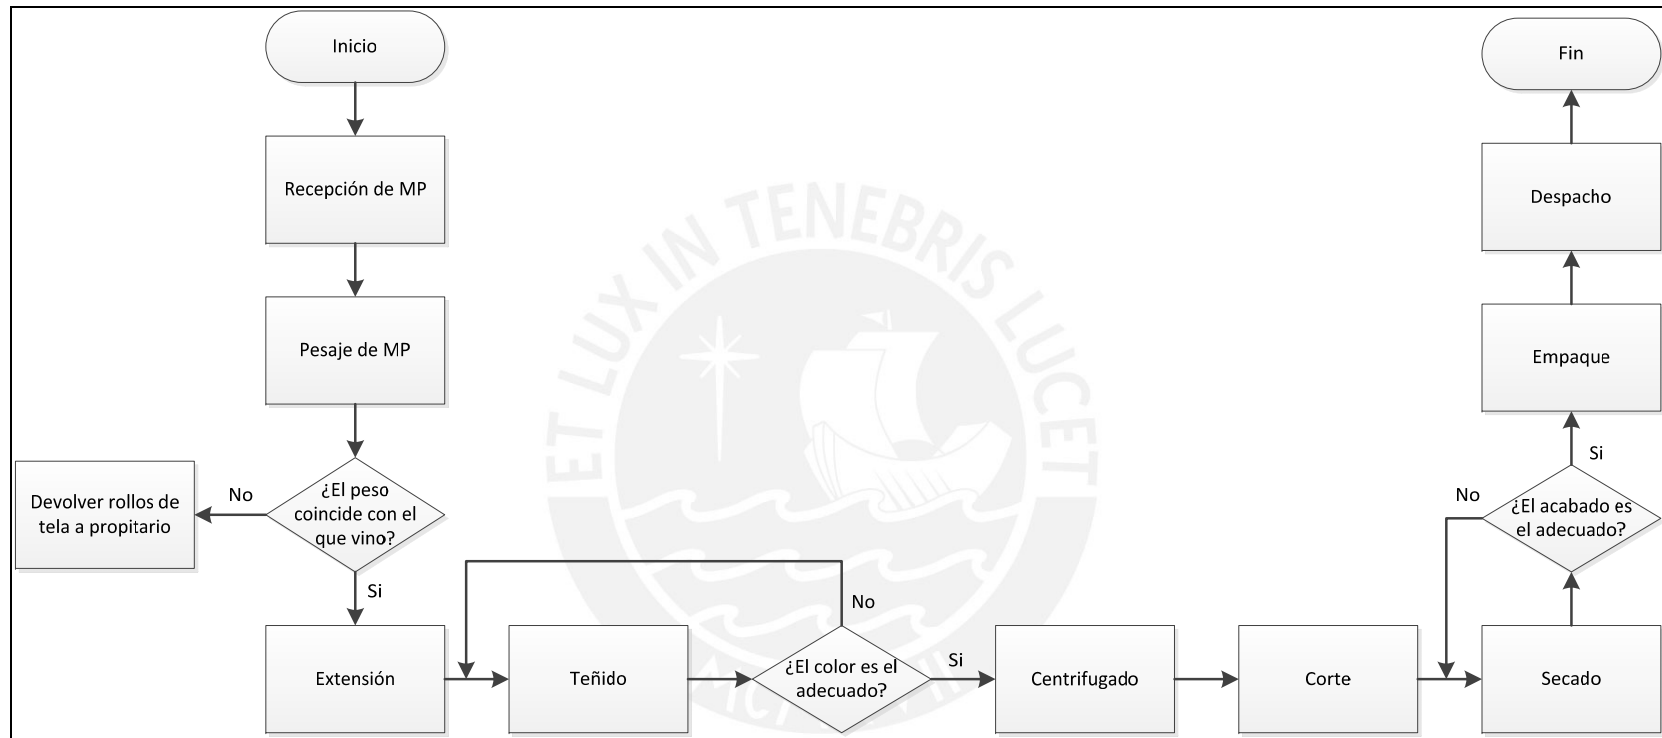 Inicio
Recepción de MP
Pesaje de MP
¿El peso
coincide con el
que vino?
No
Devolver rollos de
tela a propitario
Si
Extensión
Teñido
¿El color es el
adecuado?
No
Si
Centrifugado
Corte
Secado
¿El acabado es
el adecuado?
No
Si
Empaque
Despacho
Fin
ET LUX IN TENEBRIS LUCET